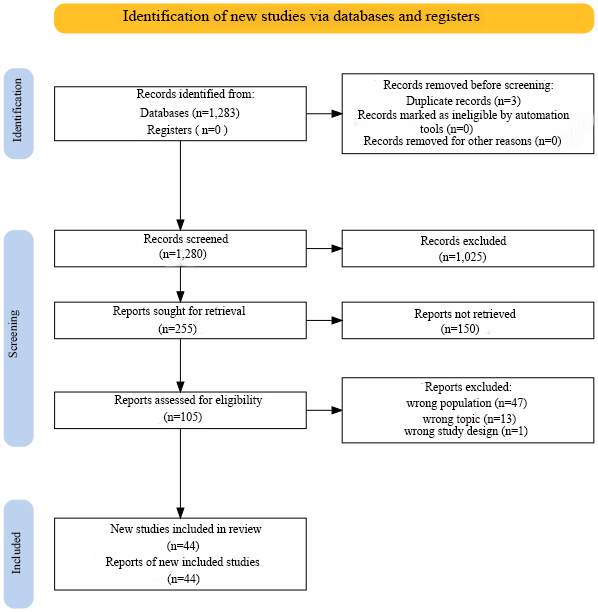 Identification of new studies via databases and registers
Identification
Records identified from:
Databases (n=1,283)
Registers ( n=0 )
Records removed before screening:
Duplicate records (n=3)
Records marked as ineligible by automation
tools (n=0)
Records removed for other reasons (n=0)
Screening
Records screened
(n=1,280)
Records excluded
(n=1,025)
Reports sought for retrieval
(n=255)
Reports not retrieved
(n=150)
Reports assessed for eligibility
(n=105)
Reports excluded:
wrong population (n=47)
wrong topic (n=13)
wrong study design (n=1)
Included
New studies included in review
(n=44)
Reports of new included studies
(n=44)